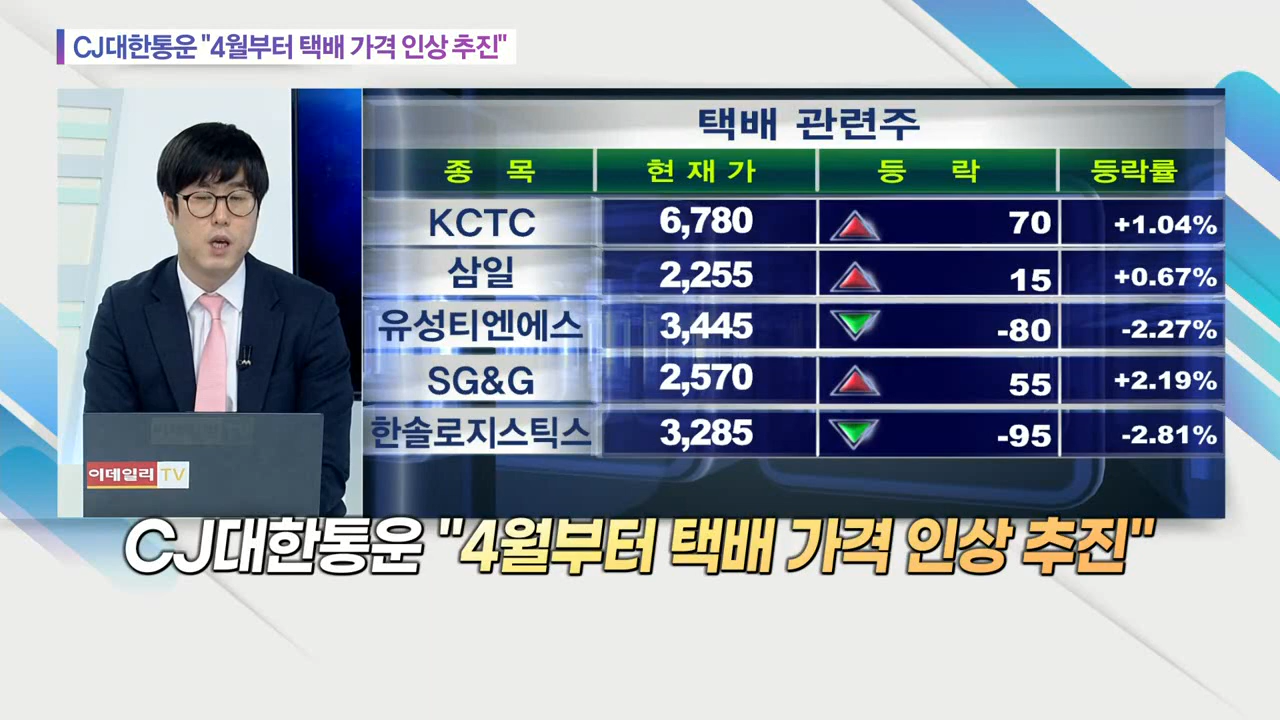 CJ대한통운 "4월부터 택배 가격 인상 추진"
택배 관련주
종 목 현재가 등 락 등락률
KCTC 6,780 70 +1.04%
삼일 2,255 15 +0.67%
유성티엔에스 3,445 -80 -2.27%
SG&G 2,570 55 +2.19%
한솔로지스틱스 3,285 -95 -2.81%
이데일리 TV
CJ대한통운 "4월부터 택배 가격 인상 추진"